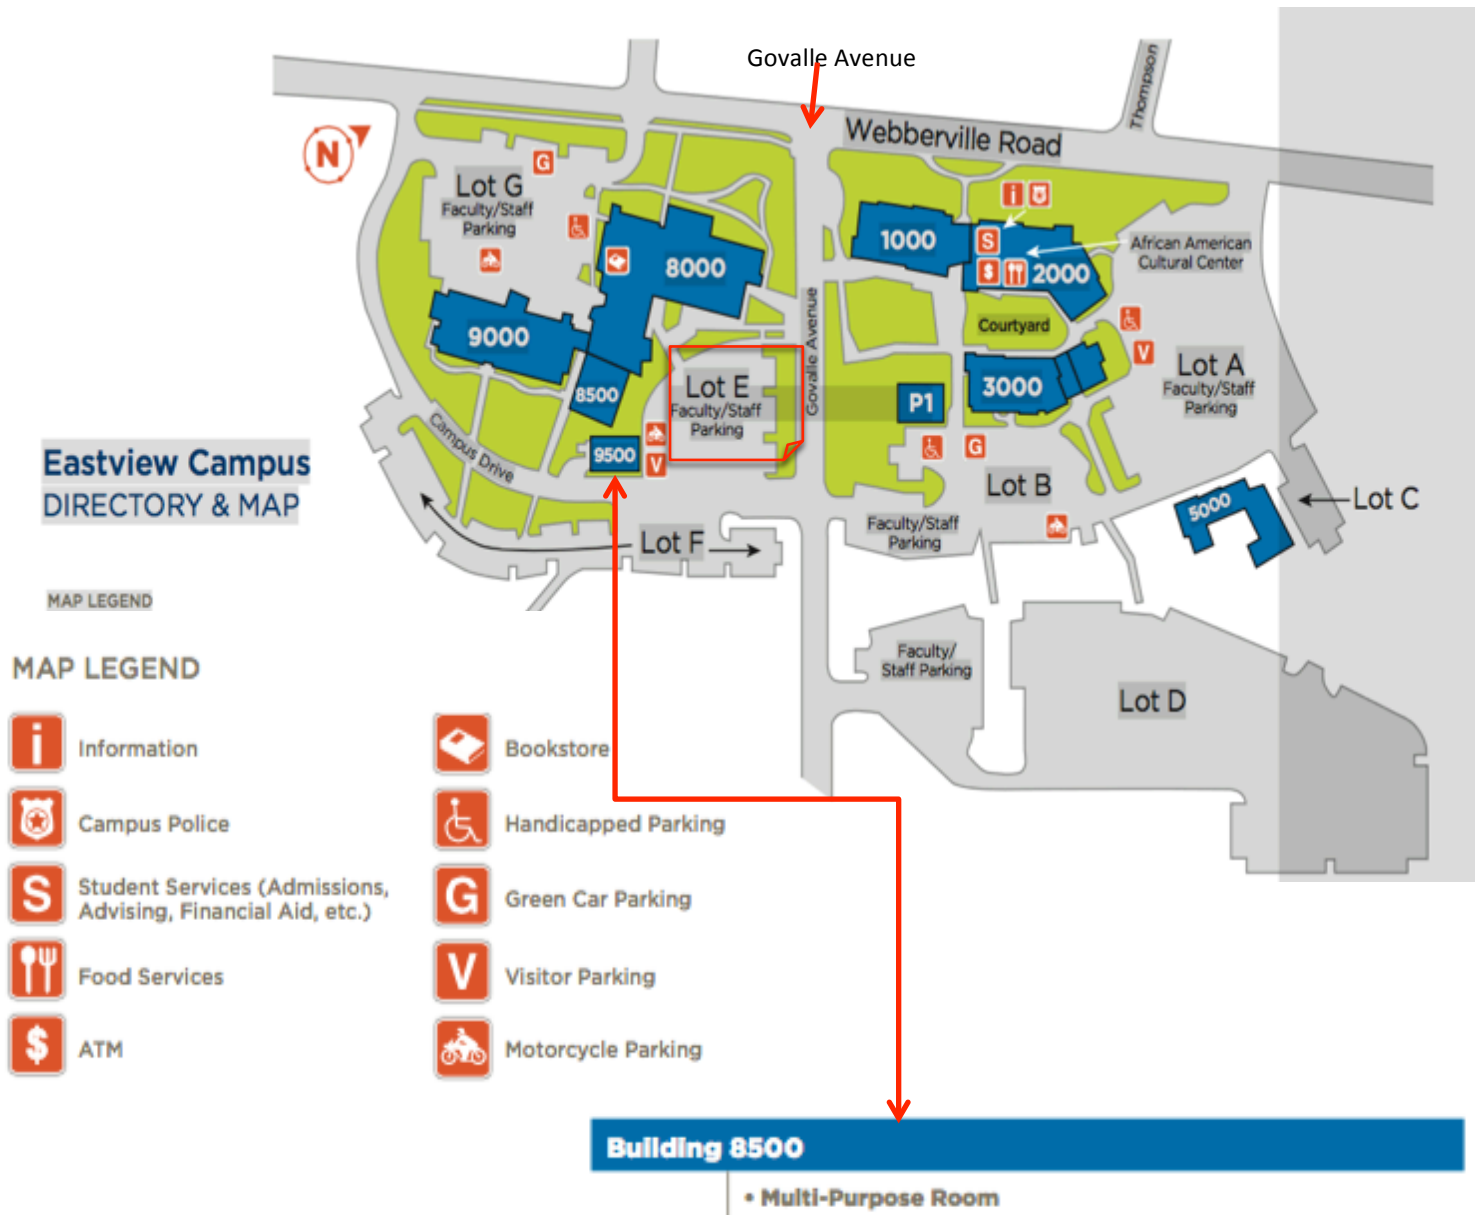 Govalle Avenue
Thompson
Webberville Road
N
G
Lot G
Faculty/Staff
Parking
8000
9000
8500
9500
V
Lot E
Faculty/Staff
Parking
Govalle Avenue
1000
S
$
2000
African American
Cultural Center
Courtyard
3000
P1
V
Lot A
Faculty/Staff
Parking
G
Lot B
Faculty/Staff
Parking
5000
Lot C
Campus Drive
Lot F
Faculty/
Staff Parking
Lot D
Eastview Campus
DIRECTORY & MAP
MAP LEGEND
MAP LEGEND
i Information
Campus Police
S Student Services (Admissions,
Advising, Financial Aid, etc.)
Food Services
$ ATM
Bookstore
Handicapped Parking
G Green Car Parking
V Visitor Parking
Motorcycle Parking
Building 8500
• Multi-Purpose Room